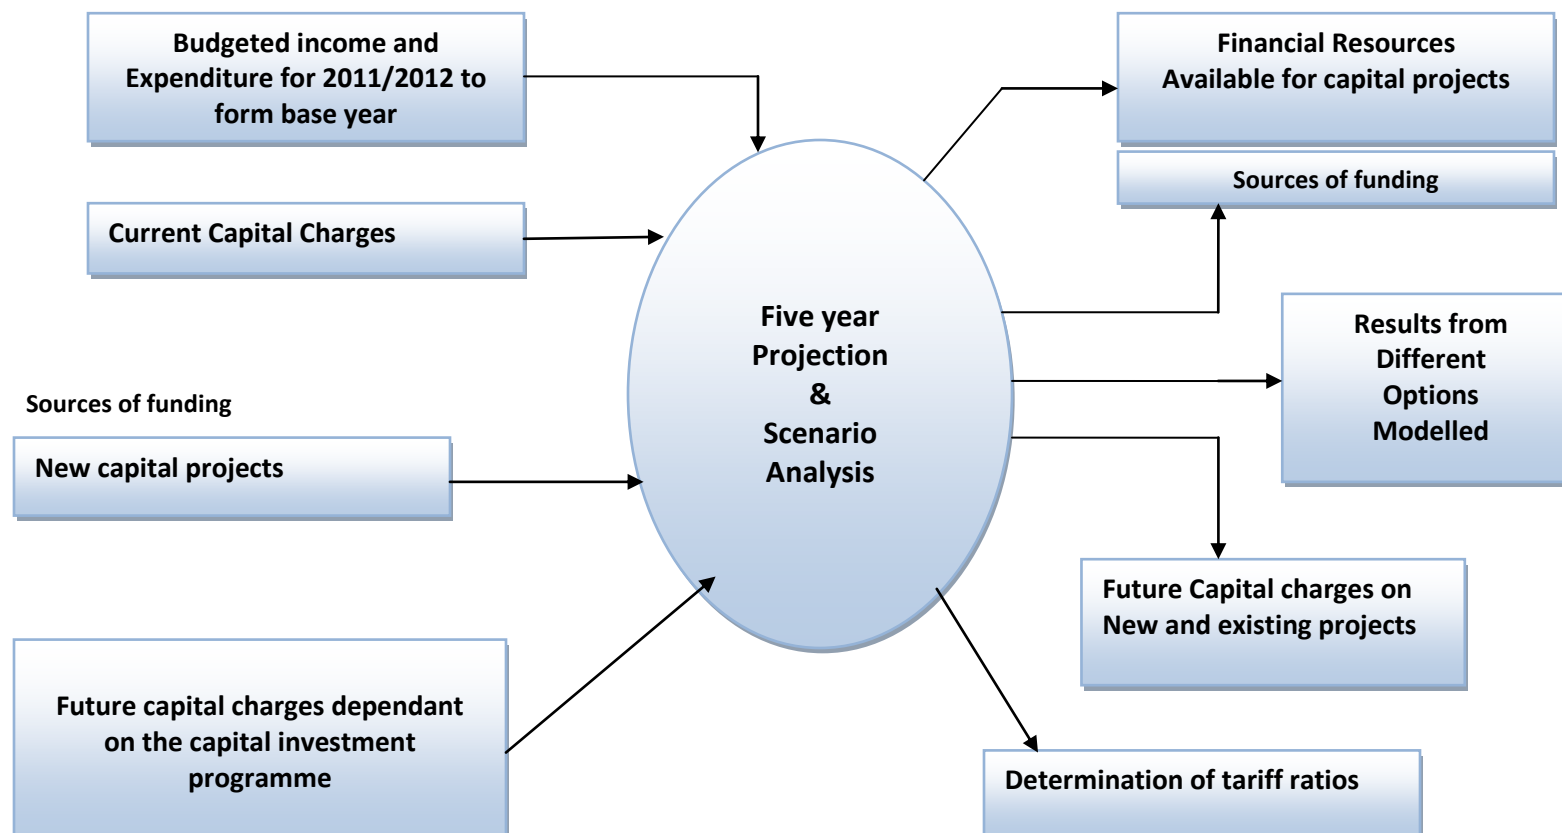 Budgeted income and
Expenditure for 2011/2012 to
form base year
Current Capital Charges
Sources of funding
New capital projects
Future capital charges dependant
on the capital investment
programme
Five year
Projection
&
Scenario
Analysis
Financial Resources
Available for capital projects
Sources of funding
Results from
Different
Options
Modelled
Future Capital charges on
New and existing projects
Determination of tariff ratios